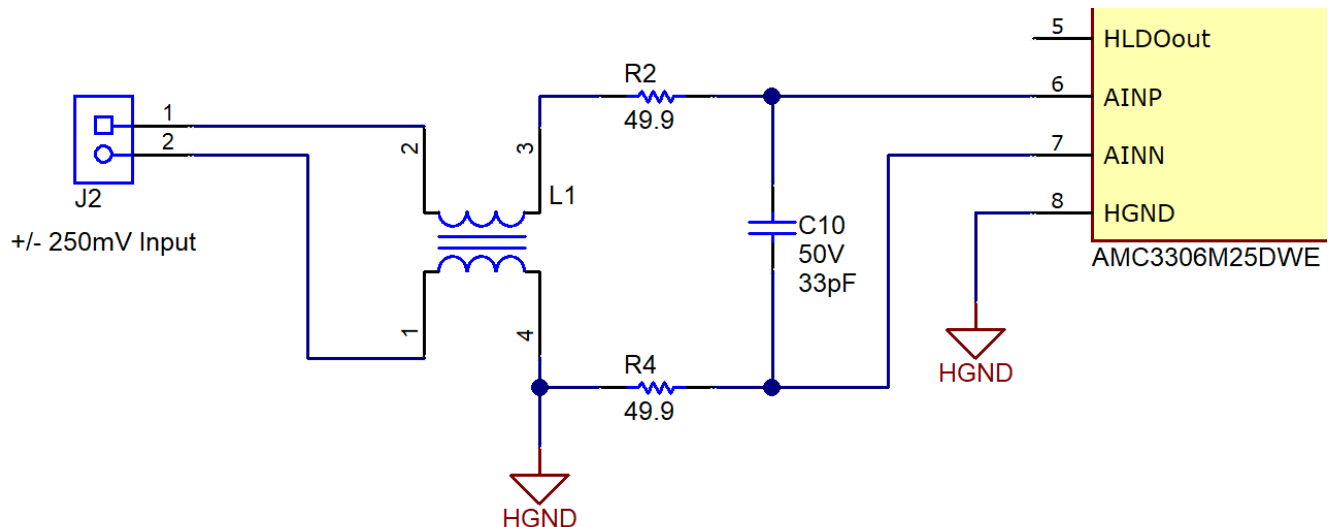 5 HLDOout
R2
49.9
6 AINP
1
2
2
3
7 AINN
J2
L1
8 HGND
+/- 250mV Input
C10
50V
33pF
AMC3306M25DWE
1
4
R4
49.9
HGND
HGND